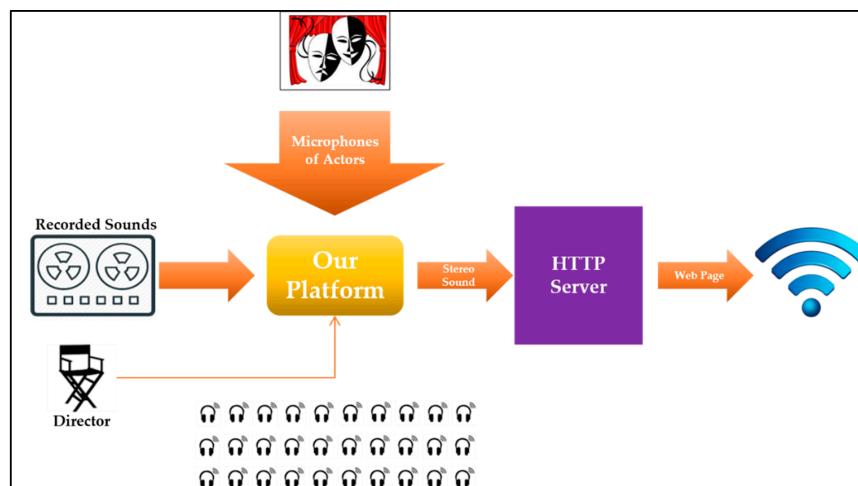 Microphones
of Actors
Recorded Sounds
Our
Platform
Stereo
Sound
HTTP
Server
Web Page
Director